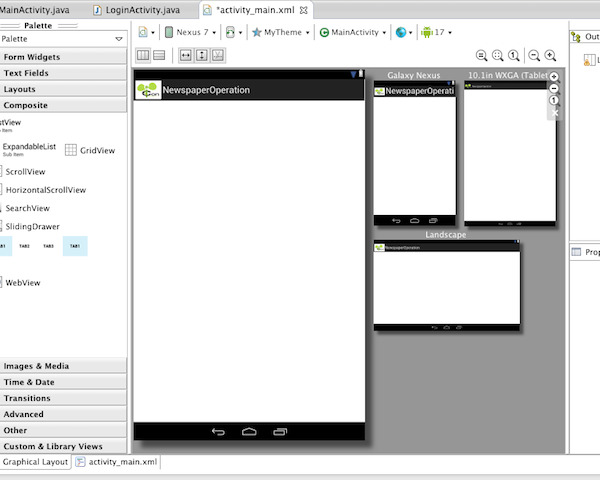 MainActivity.java LoginActivity.java *activity_main.xml
Palette
Palette
Nexus 7 MyTheme MainActivity 17
Form Widgets
Text Fields
Layouts
Composite
stView
Item
ExpandableList
Sub Item
GridView
ScrollView
HorizontalScrollView
SearchView
SlidingDrawer
TAB2 TAB3 TAB1
WebView
Images & Media
Time & Date
Transitions
Advanced
Other
Custom & Library Views
Graphical Layout activity_main.xml
NewspaperOperation
Galaxy Nexus
NewspaperOperati
10.1in WXGA (Tablet
NewspaperOperation
Landscape
NewspaperOperation
Out
Prop